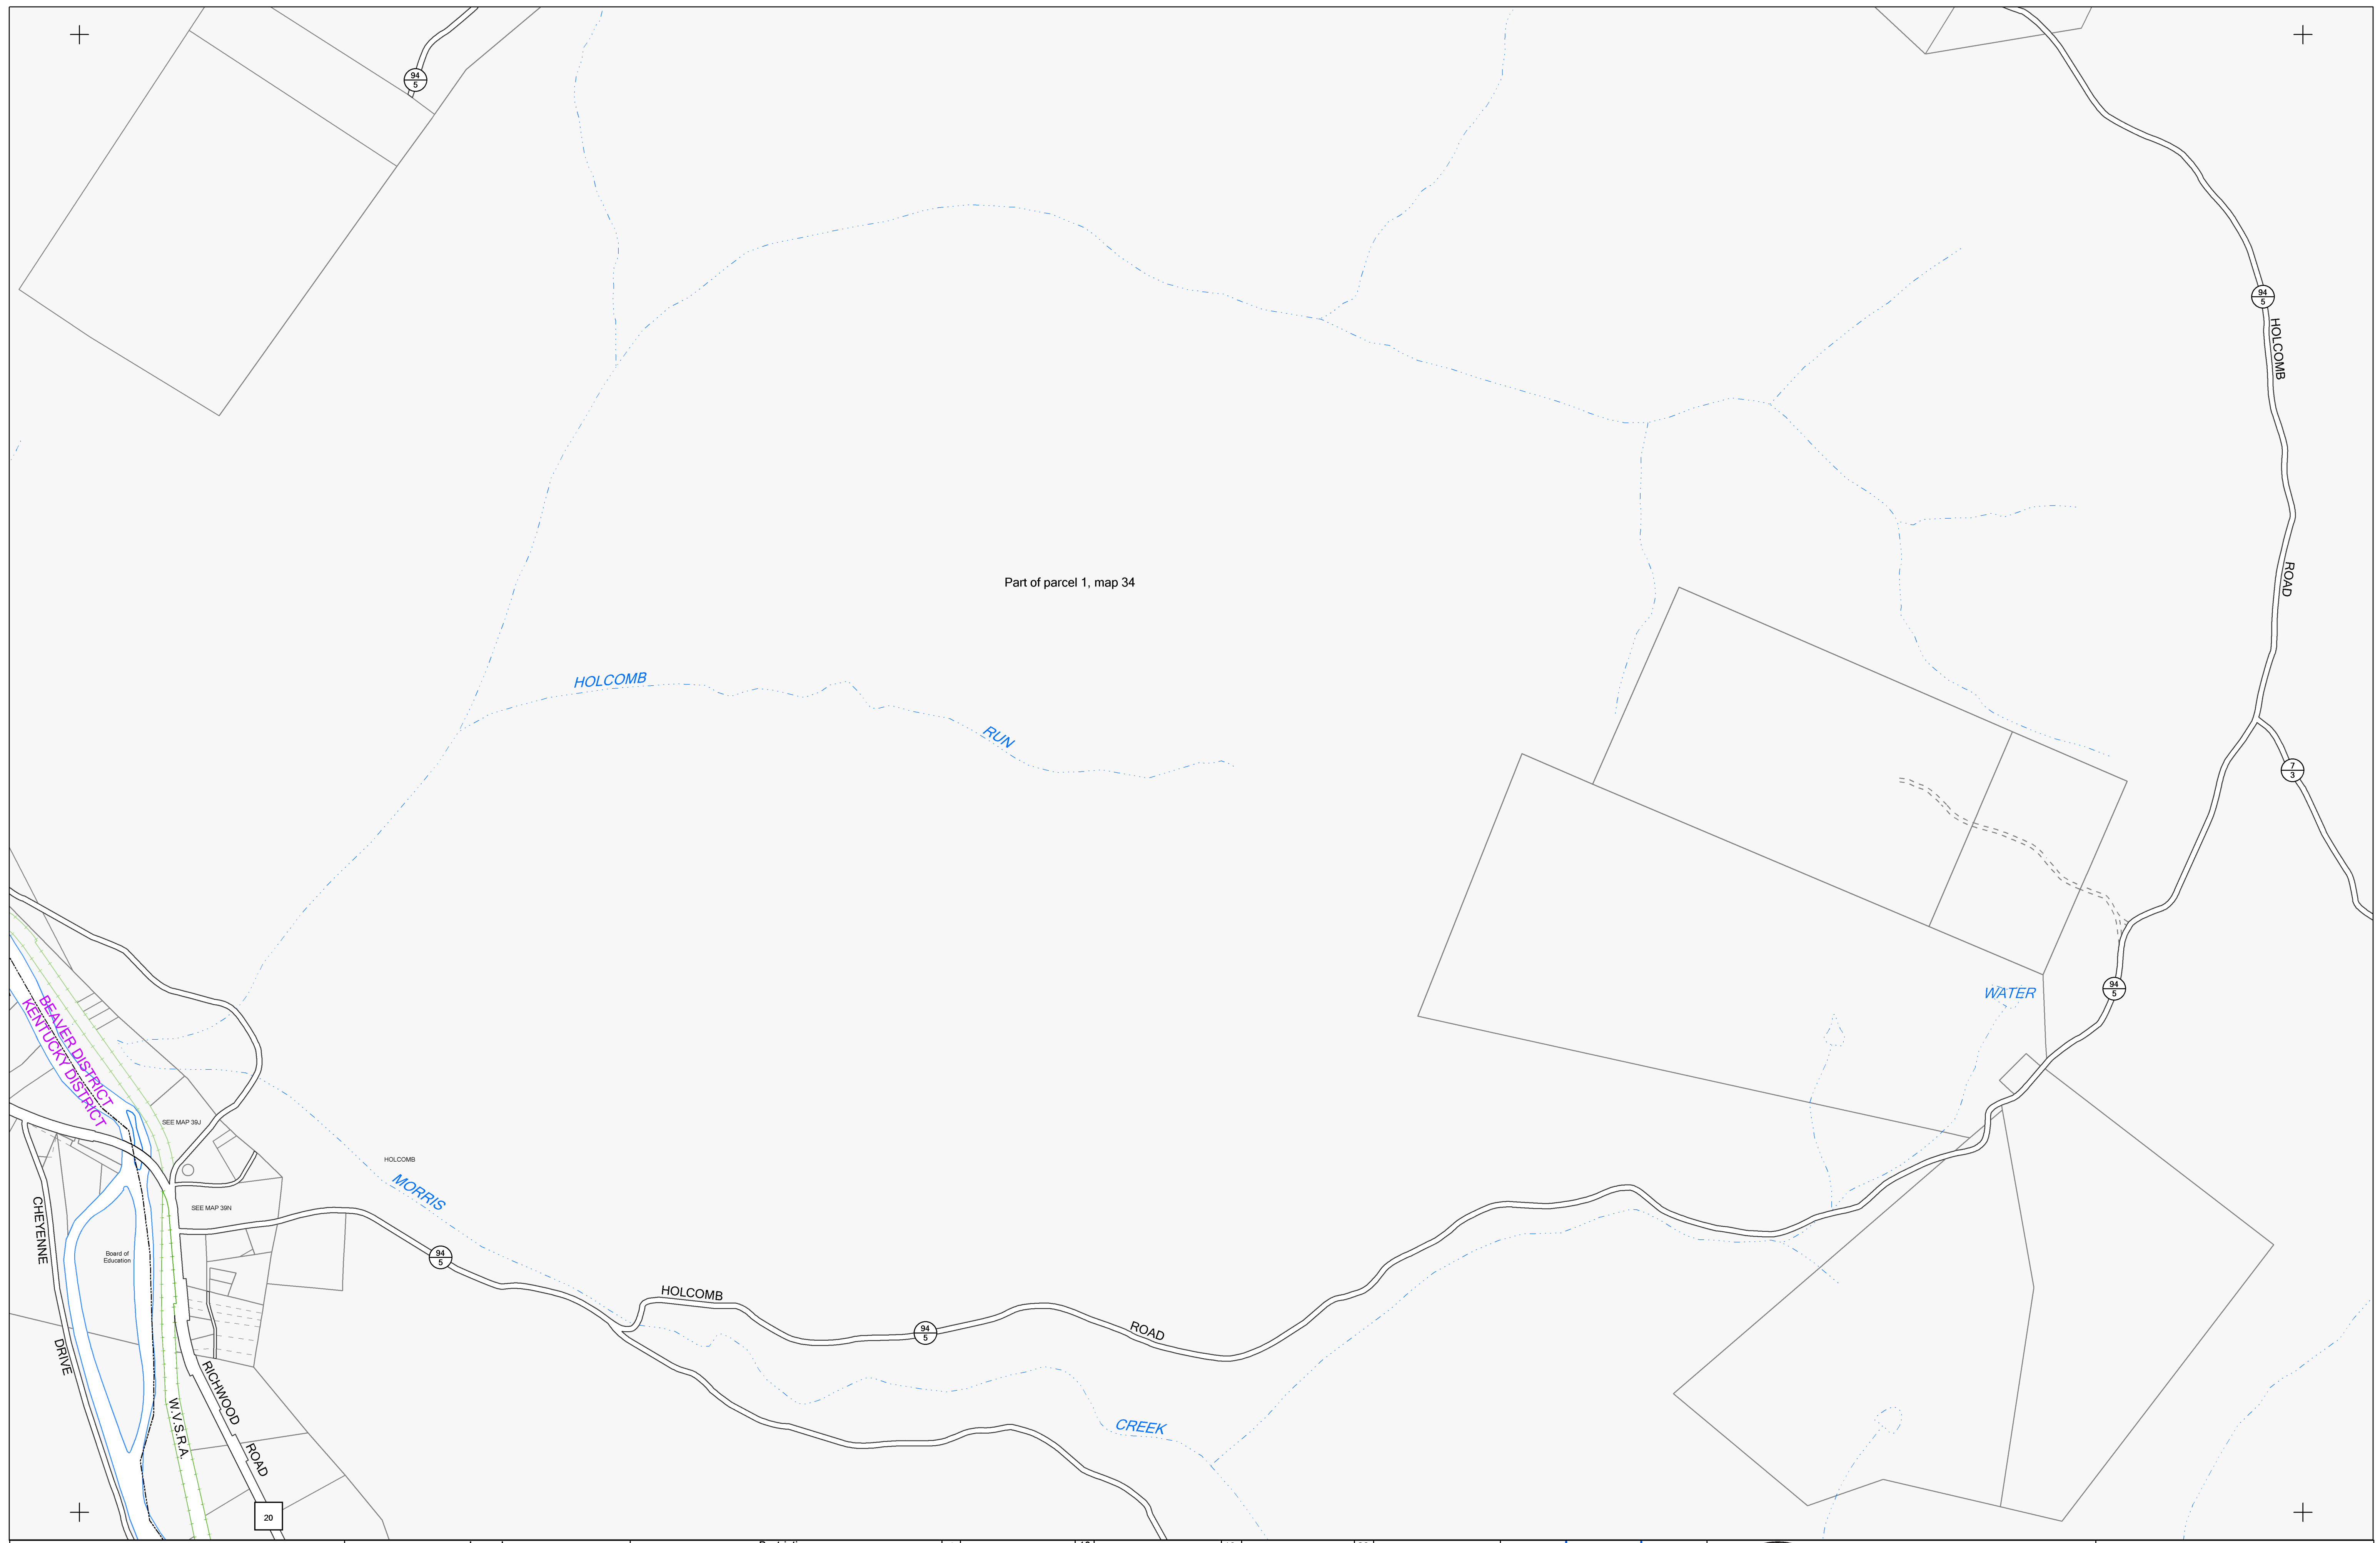 94
5
94
5
HOLCOMB
ROAD
Part of parcel 1, map 34
HOLCOMB
RUN
7
3
94
5
WATER
BEAVER DISTRICT
KENTUCKY DISTRICT
SEE MAP 39J
HOLCOMB
MORRIS
SEE MAP 39N
CHEYENNE
DRIVE
Board of
Education
94
5
HOLCOMB
94
5
ROAD
RICHWOOD
ROAD
W.V.S.R.A.
CREEK
20